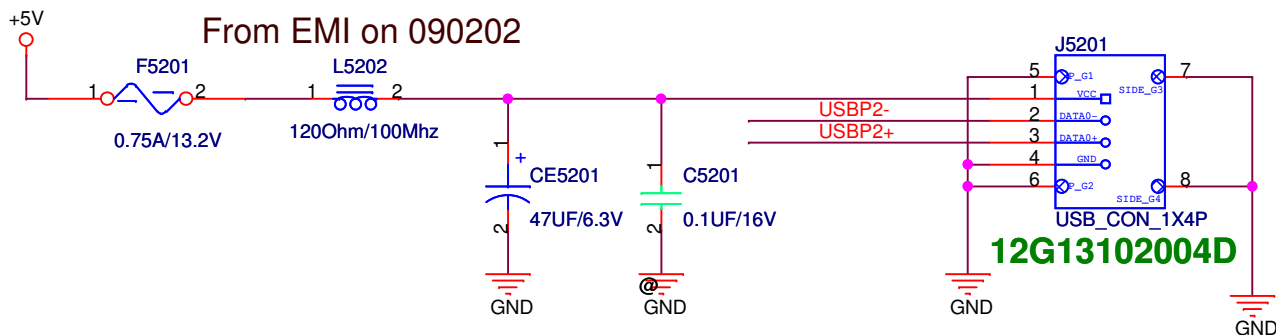 +5V
From EMI on 090202
F5201
1
2
0.75A/13.2V
L5202
1
2
120Ohm/100Mhz
1
+
CE5201
47UF/6.3V
2
GND
1
C5201
0.1UF/16V
2
@
GND
USBP2-
USBP2+
J5201
5
P_G1
7
SIDE_G3
1
VCC
2
DATA0-
3
DATA0+
4
GND
6
P_G2
8
SIDE_G4
USB_CON_1X4P
12G13102004D
GND
GND